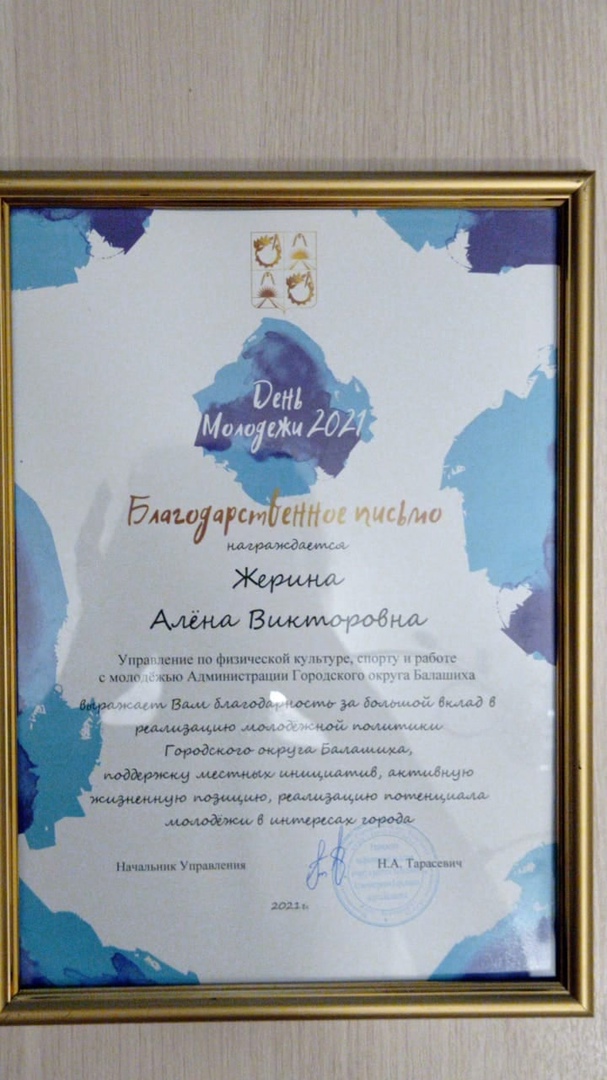 День
Молодежи 2021
Благодарственное письмо
награждается
Жерина
Алёна Викторовна
Управление по физической культуре, спорту и работе
с молодёжью Администрации Городского округа Балашиха
выражает Вам благодарность за большой вклад в
реализацию молодёжной политики
Городского округа Балашиха,
поддержку местных инициатив, активную
жизненную позицию, реализацию потенциала
молодёжи в интересах города
Начальник Управления
Н.А. Тарасевич
2021 г.